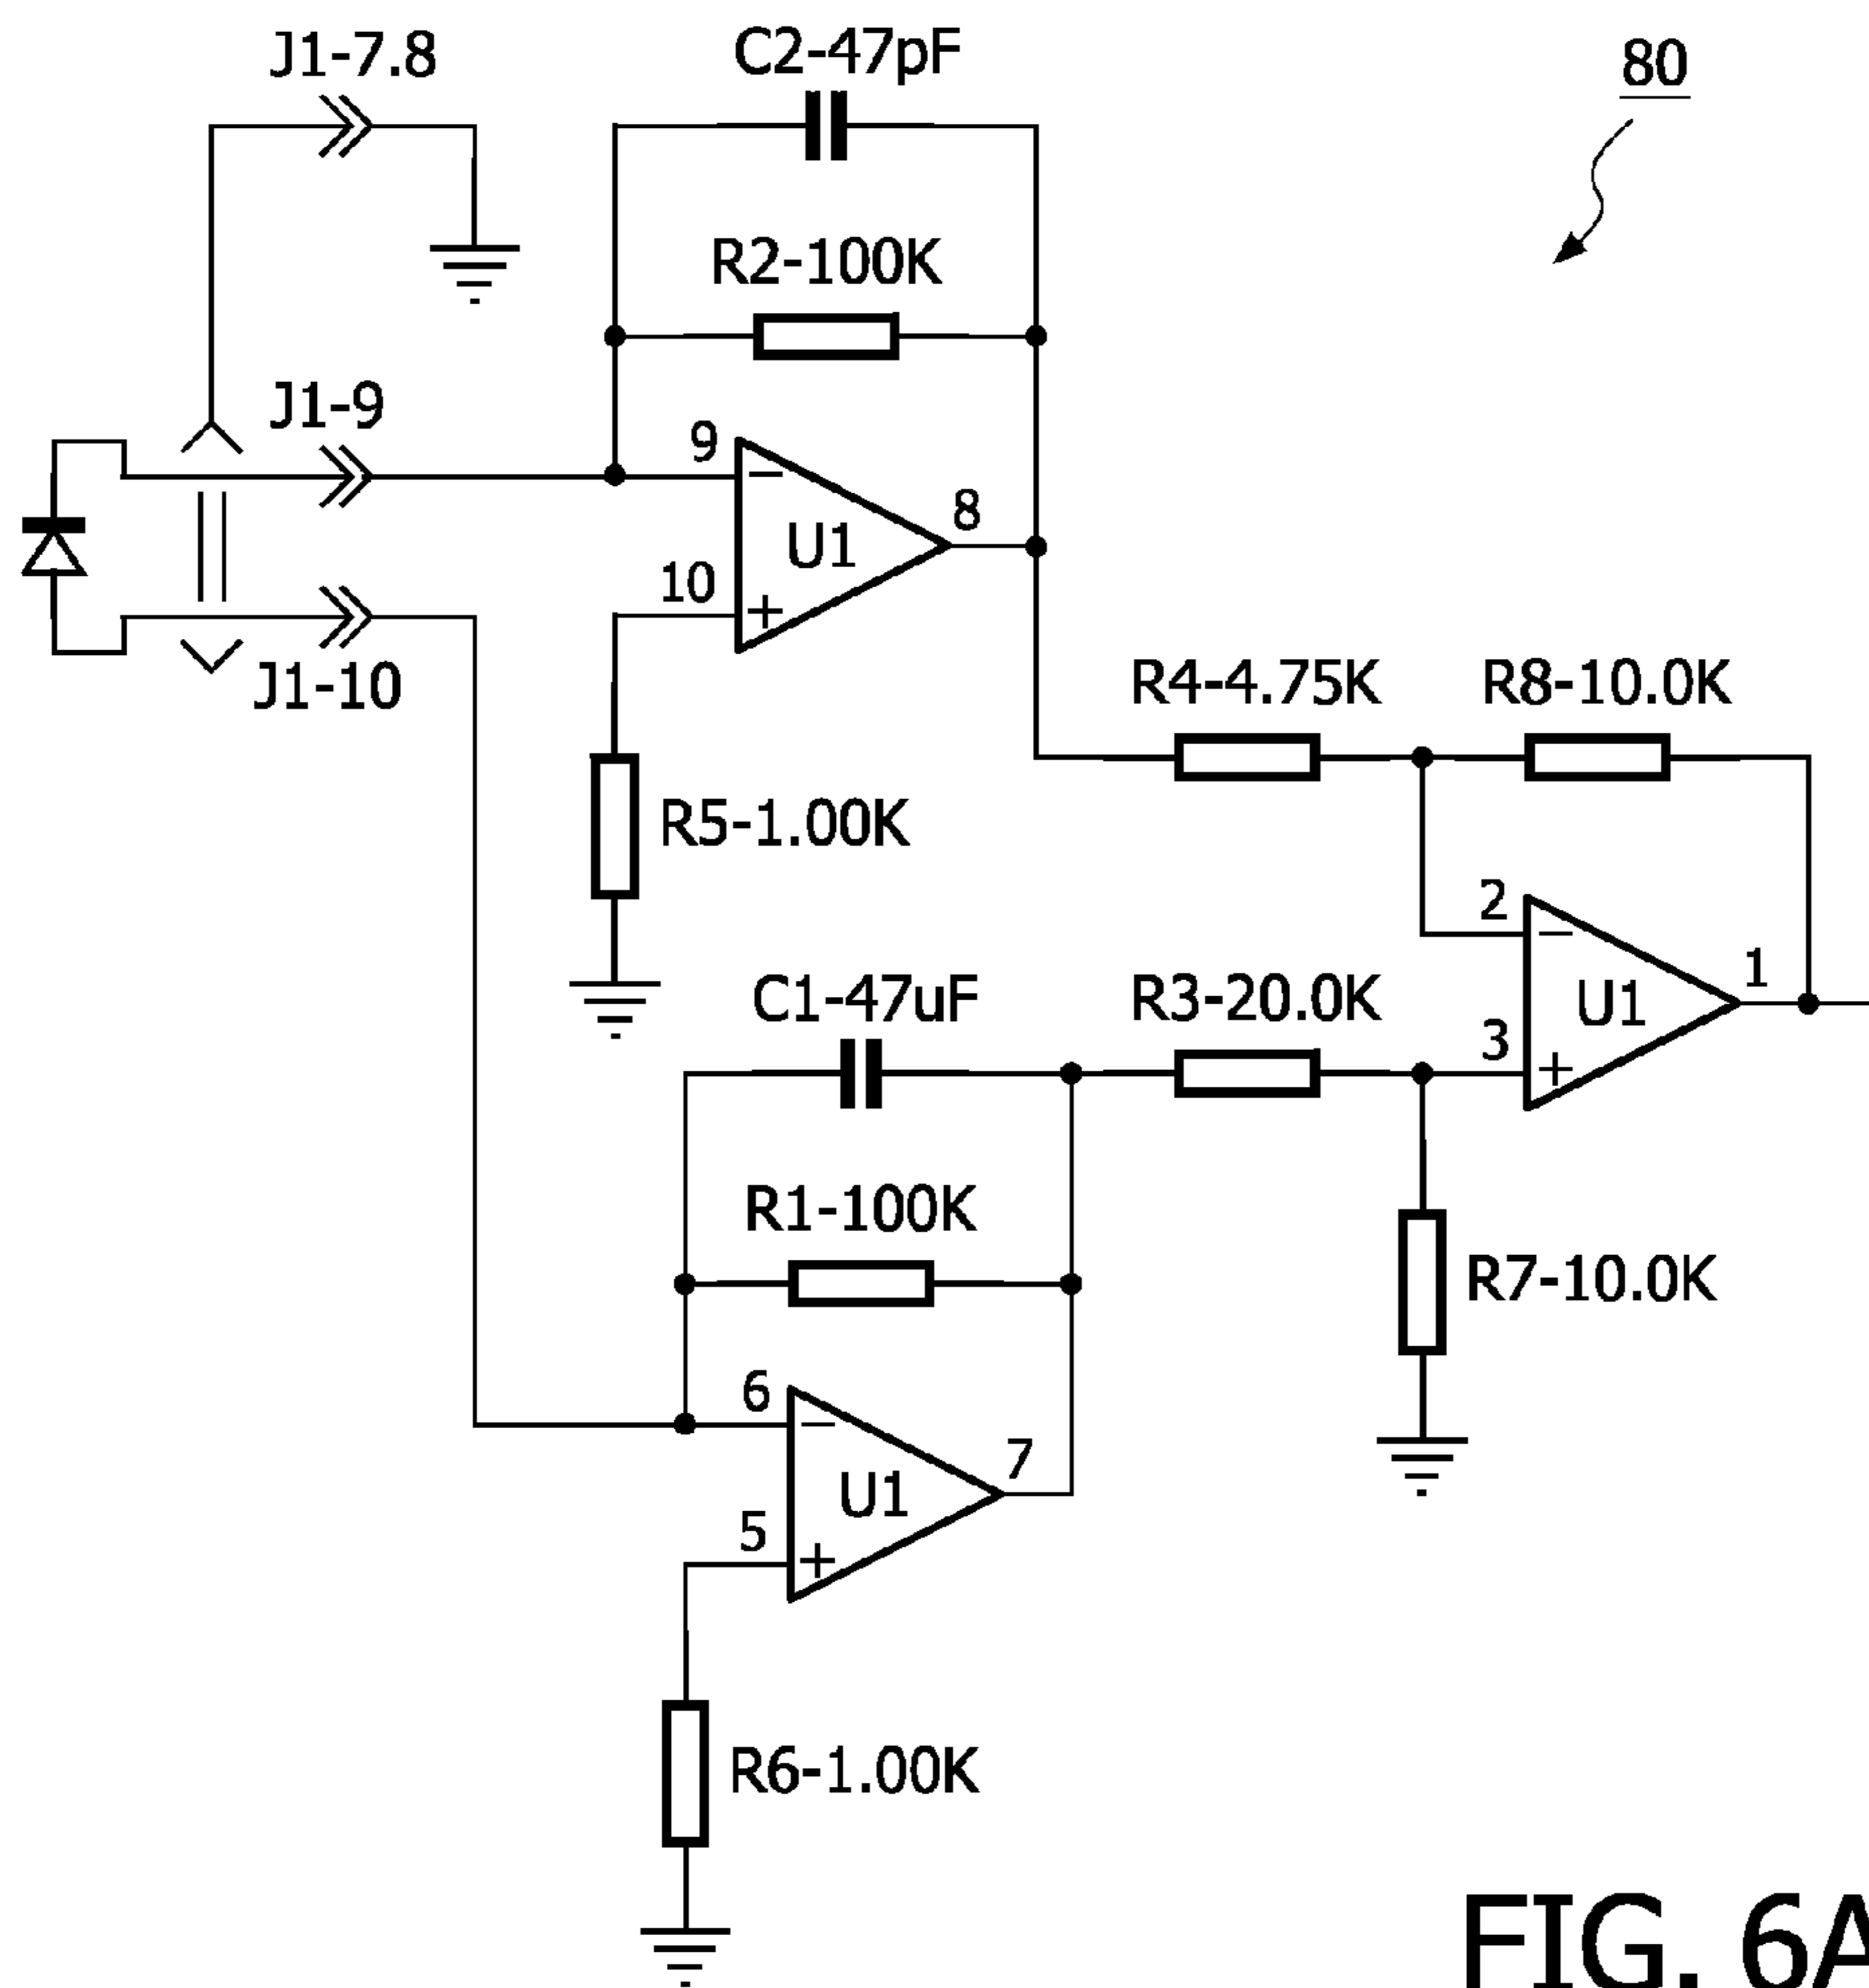 J1-7.8
C2-47pF
80
R2-100K
J1-9
9
−
U1
8
10
+
J1-10
R4-4.75K
R8-10.0K
R5-1.00K
2
−
C1-47uF
R3-20.0K
U1
1
3
+
R1-100K
R7-10.0K
6
−
U1
7
5
+
R6-1.00K
FIG. 6A